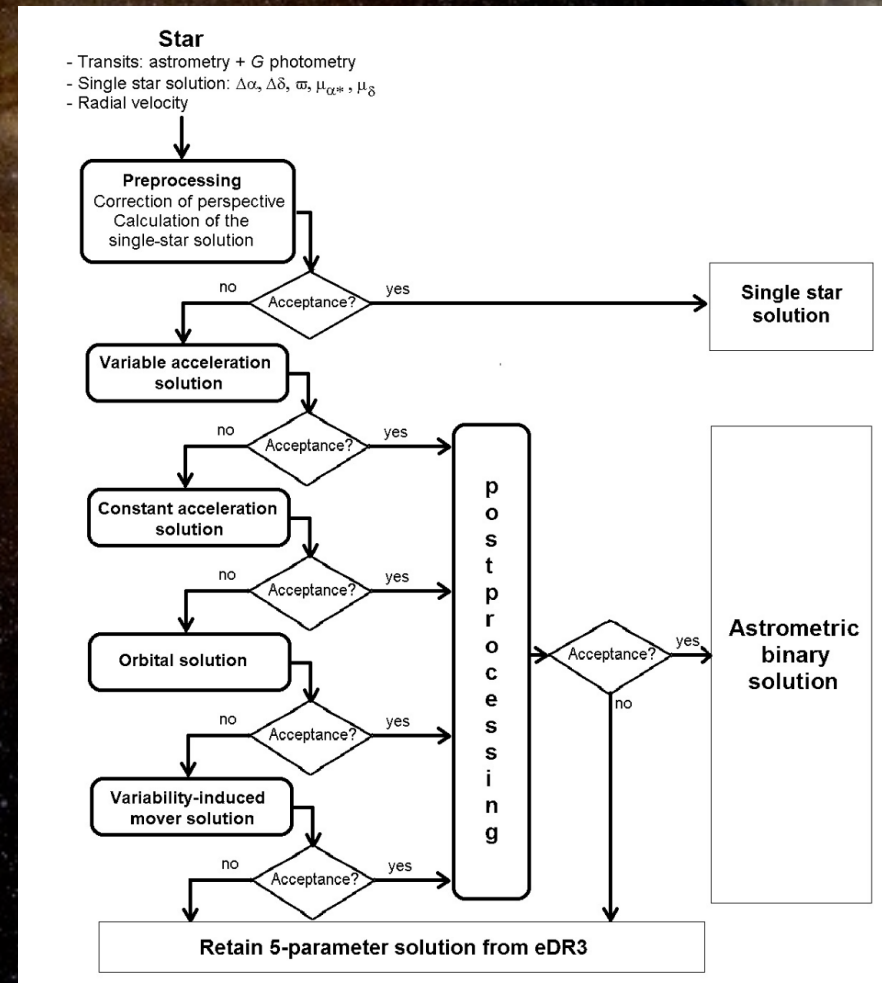 Star
- Transits: astrometry + G photometry
- Single star solution: Δα, Δδ, ϖ, μα* , μδ
- Radial velocity
Preprocessing
Correction of perspective
Calculation of the
single-star solution
no
Acceptance?
yes
Single star
solution
Variable acceleration
solution
no
Acceptance?
yes
Constant acceleration
solution
no
Acceptance?
yes
Orbital solution
no
Acceptance?
yes
Variability-induced
mover solution
no
Acceptance?
yes
postprocessing
Acceptance?
yes
no
Astrometric
binary
solution
Retain 5-parameter solution from eDR3